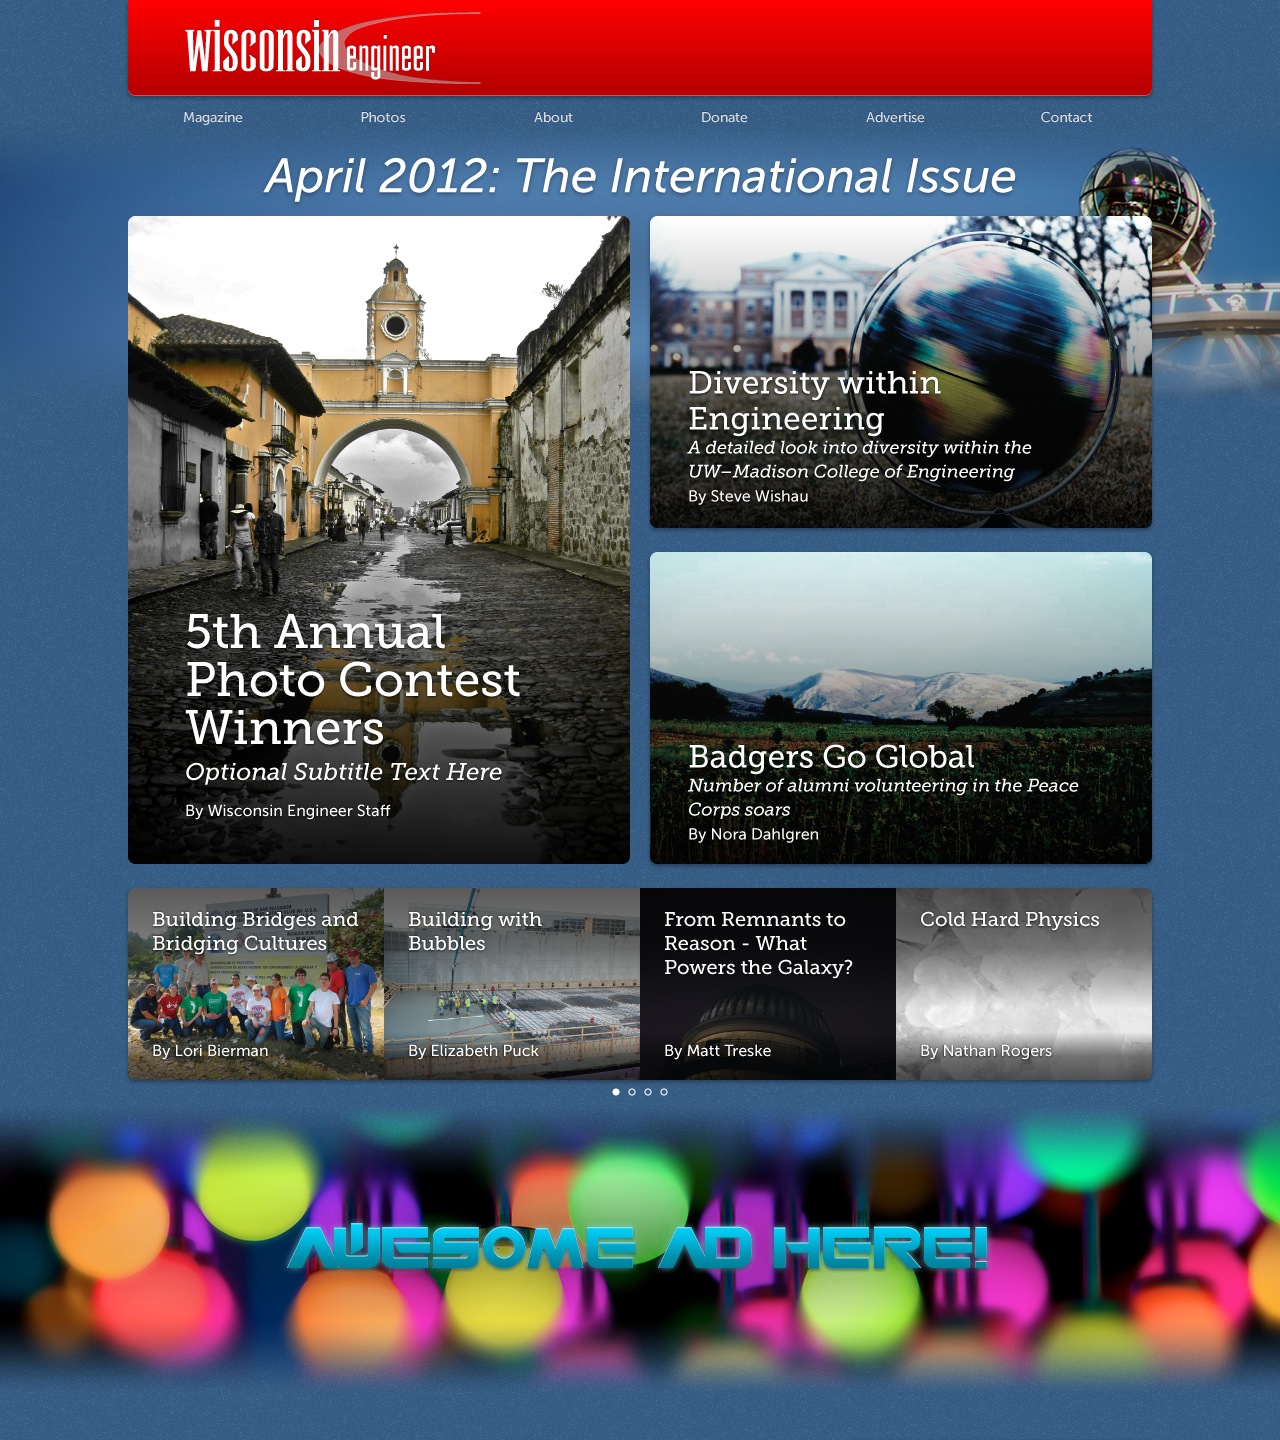 wisconsin engineer
Magazine Photos About Donate Advertise Contact
April 2012: The International Issue
5th Annual
Photo Contest
Winners
Optional Subtitle Text Here
By Wisconsin Engineer Staff
Diversity within
Engineering
A detailed look into diversity within the
UW–Madison College of Engineering
By Steve Wishau
Badgers Go Global
Number of alumni volunteering in the Peace
Corps soars
By Nora Dahlgren
Building Bridges and
Bridging Cultures
By Lori Bierman
Building with
Bubbles
By Elizabeth Puck
From Remnants to
Reason - What
Powers the Galaxy?
By Matt Treske
Cold Hard Physics
By Nathan Rogers
AWESOME AD HERE!